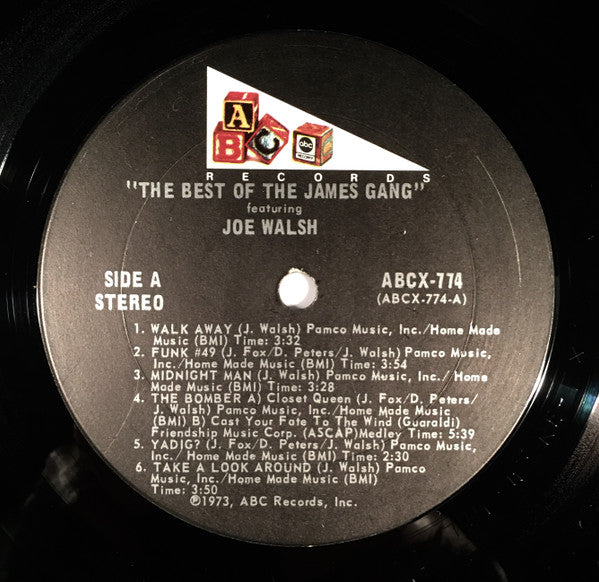 A
B C
abc
RECORDS
"THE BEST OF THE JAMES GANG"
featuring
JOE WALSH
SIDE A
STEREO
ABCX-774
(ABCX-774-A)
1. WALK AWAY (J. Walsh) Pamco Music, Inc./Home Made
Music (BMI) Time: 3:32
2. FUNK #49 (J. Fox/D. Peters/J. Walsh) Pamco Music,
Inc./Home Made Music (BMI) Time: 3:54
3. MIDNIGHT MAN (J. Walsh) Pamco Music, Inc./ Home
Made Music (BMI) Time: 3:28
4. THE BOMBER A) Closet Queen (J. Fox/D. Peters/
J. Walsh) Pamco Music, Inc./Home Made Music
(BMI) B) Cast Your Fate To The Wind (Guaraldi)
Friendship Music Corp. (ASCAP)Medley Time: 5:39
5. YADIG? (J. Fox/D. Peters/J. Walsh) Pamco Music,
Inc./ Home Made Music (BMI) Time: 2:30
6. TAKE A LOOK AROUND (J. Walsh) Pamco
Music, Inc./Home Made Music (BMI)
Time: 3:50
℗1973, ABC Records, Inc.